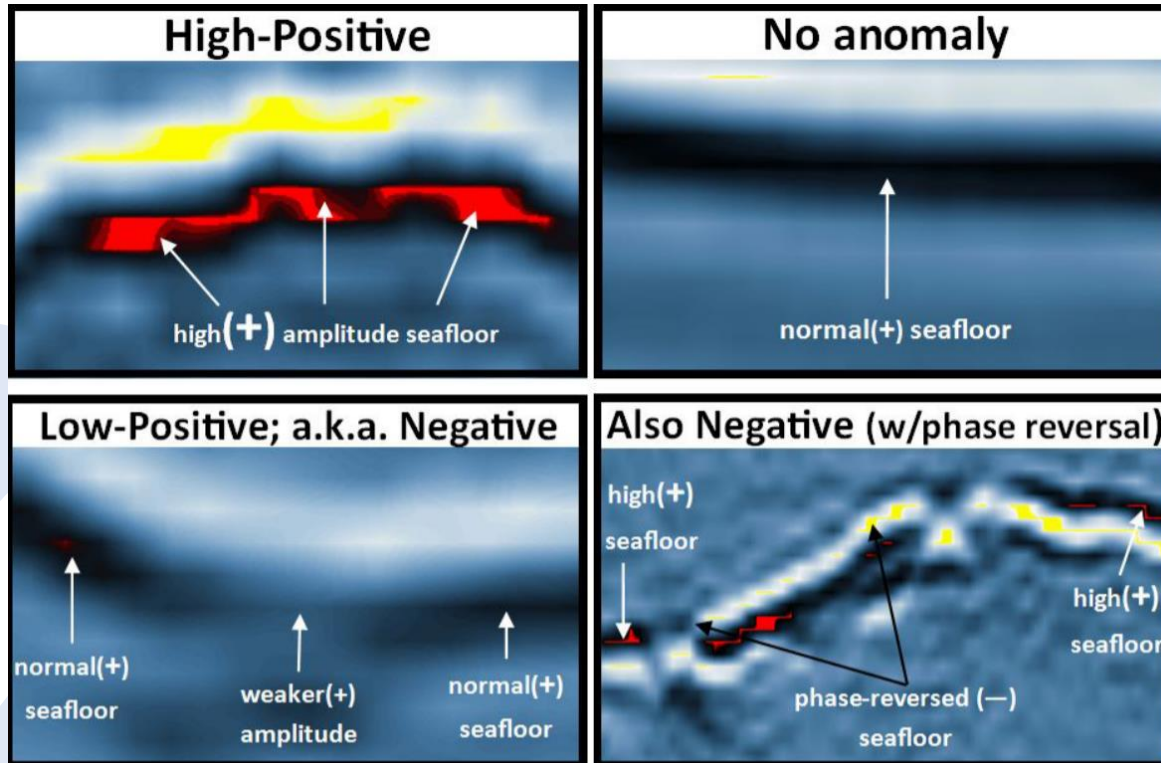 High-Positive
high(+) amplitude seafloor
No anomaly
normal(+) seafloor
Low-Positive; a.k.a. Negative
normal(+)
seafloor
weaker(+)
amplitude
normal(+)
seafloor
Also Negative (w/phase reversal)
high(+)
seafloor
high(+)
seafloor
phase-reversed (—)
seafloor